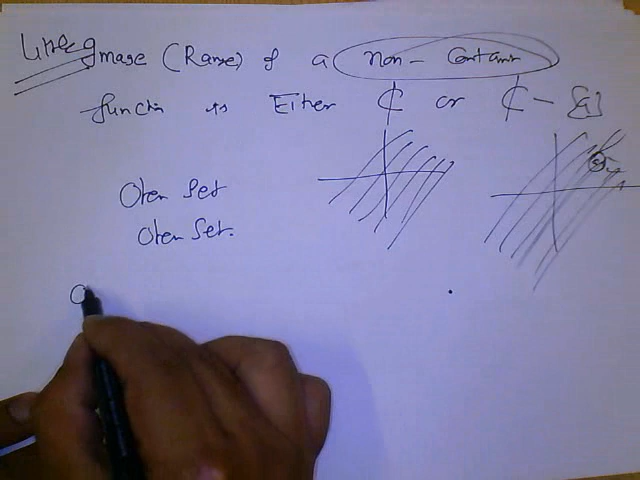 Image (Range) of a non-constant
function is Either ℂ or ℂ - {}
Open Set
Open Set.